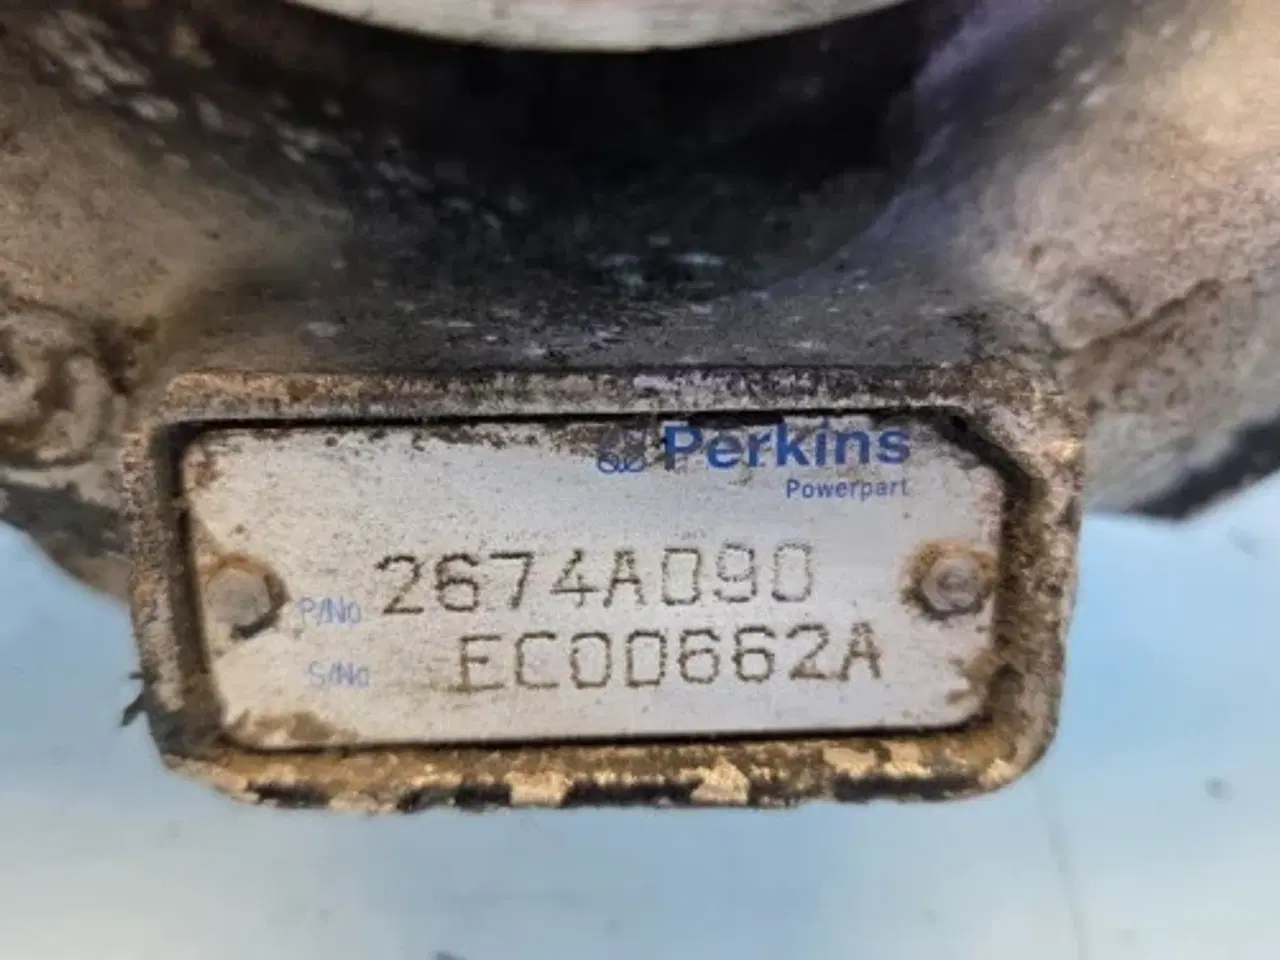 Perkins
Powerpart
P/No 2674A090
S/No EC00662A